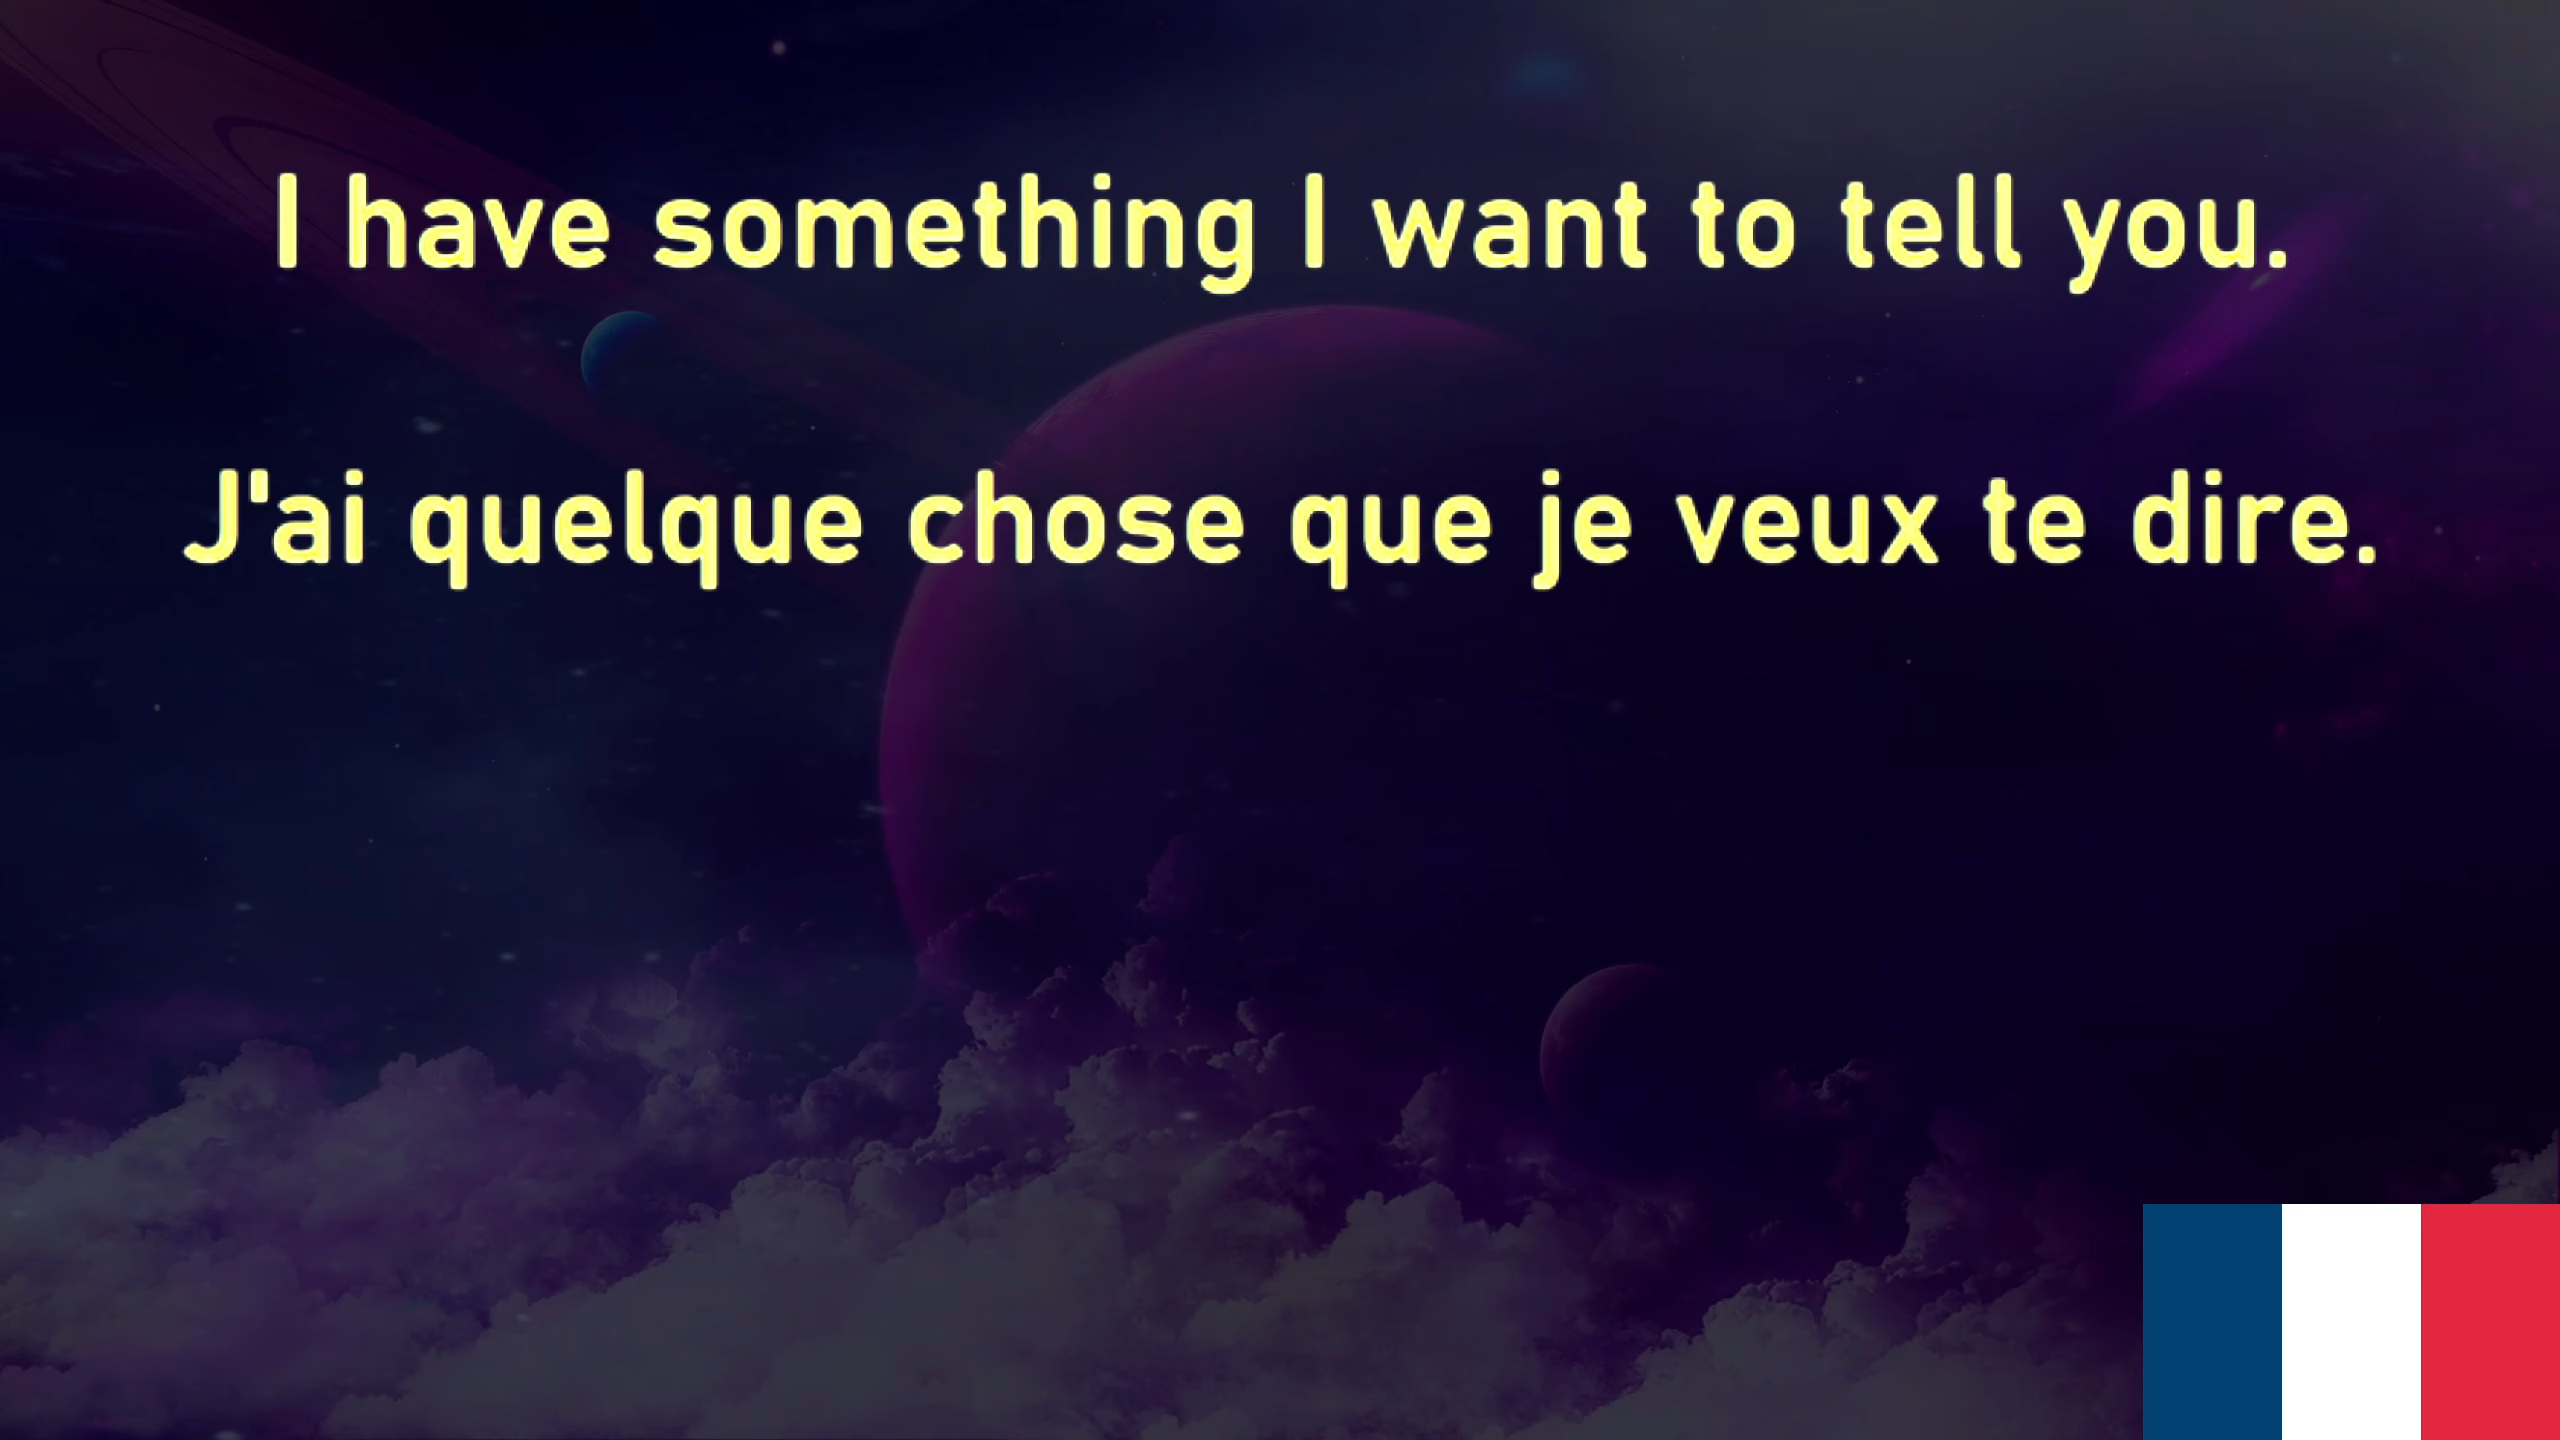 I have something I want to tell you.
J'ai quelque chose que je veux te dire.